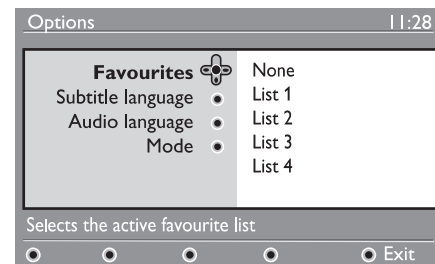 Options 11:28
Favourites
Subtitle language
Audio language
Mode
None
List 1
List 2
List 3
List 4
Selects the active favourite list
Exit